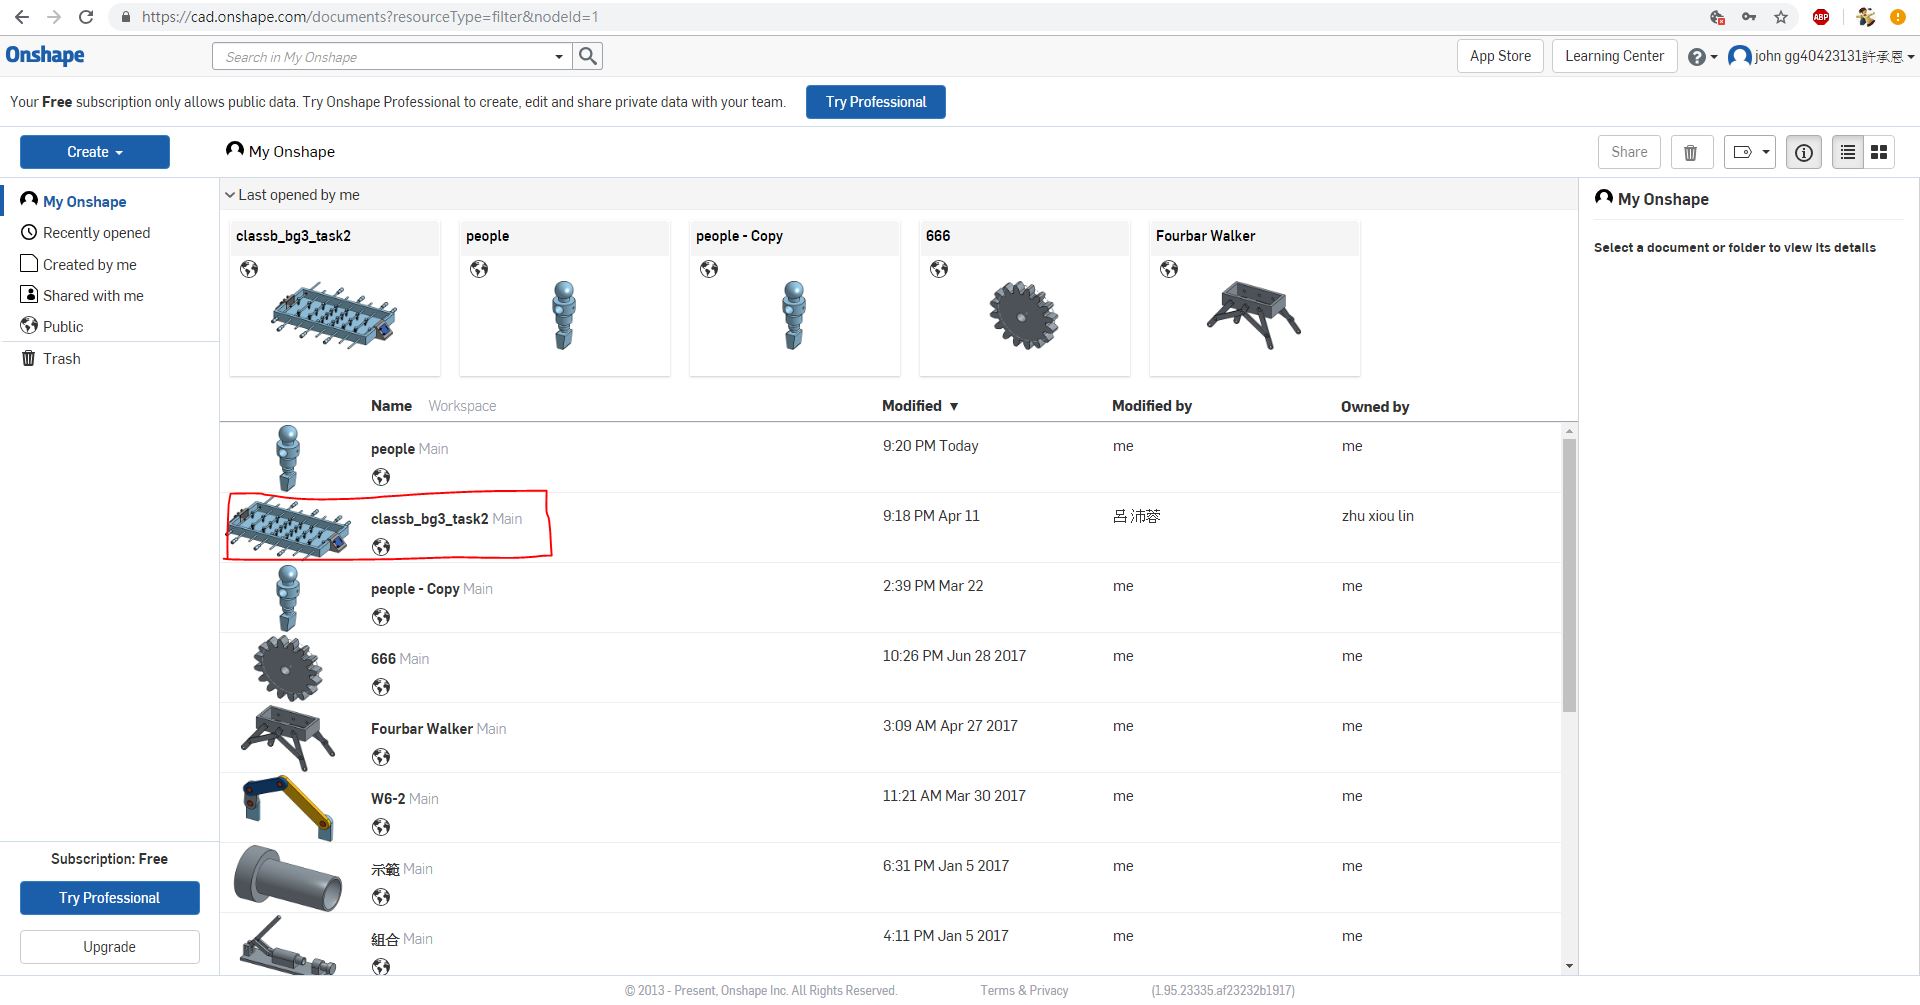 https://cad.onshape.com/documents?resourceType=filter&nodeId=1
ABP
Onshape
Search in My Onshape
App Store
Learning Center
john gg40423131許承恩
Your Free subscription only allows public data. Try Onshape Professional to create, edit and share private data with your team.
Try Professional
Create
My Onshape
Share
My Onshape
Recently opened
Created by me
Shared with me
Public
Trash
Last opened by me
classb_bg3_task2
people
people - Copy
666
Fourbar Walker
My Onshape
Select a document or folder to view its details
Name Workspace Modified ▼ Modified by Owned by
people Main 9:20 PM Today me me
classb_bg3_task2 Main 9:18 PM Apr 11 呂沛蓉 zhu xiou lin
people - Copy Main 2:39 PM Mar 22 me me
666 Main 10:26 PM Jun 28 2017 me me
Fourbar Walker Main 3:09 AM Apr 27 2017 me me
W6-2 Main 11:21 AM Mar 30 2017 me me
示範 Main 6:31 PM Jan 5 2017 me me
組合 Main 4:11 PM Jan 5 2017 me me
Subscription: Free
Try Professional
Upgrade
© 2013 - Present, Onshape Inc. All Rights Reserved. Terms & Privacy (1.95.23335.af23232b1917)